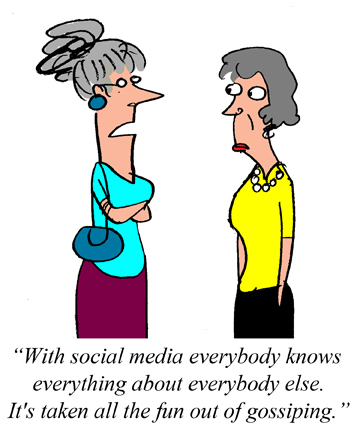 “With social media everybody knows
everything about everybody else.
It's taken all the fun out of gossiping.”